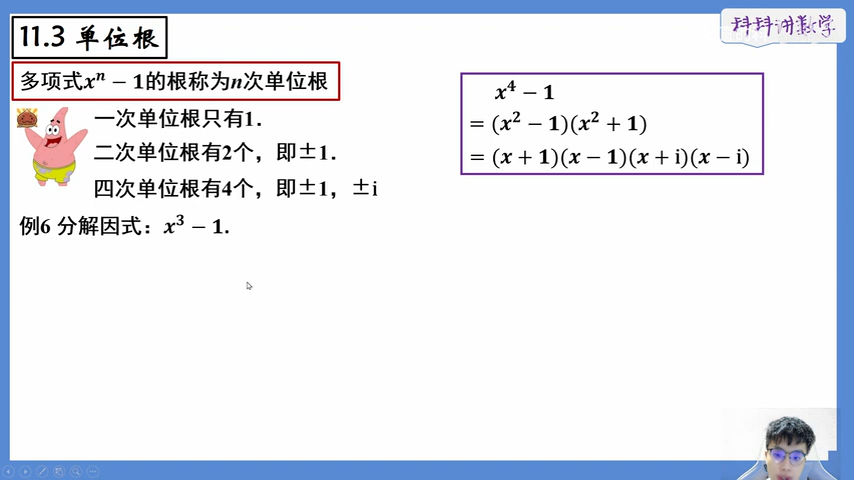 11.3 单位根
科科讲数学
多项式xⁿ − 1的根称为n次单位根
一次单位根只有1.
二次单位根有2个，即±1.
四次单位根有4个，即±1，±i
例6 分解因式：x³ − 1.
x⁴ − 1
= (x² − 1)(x² + 1)
= (x + 1)(x − 1)(x + i)(x − i)